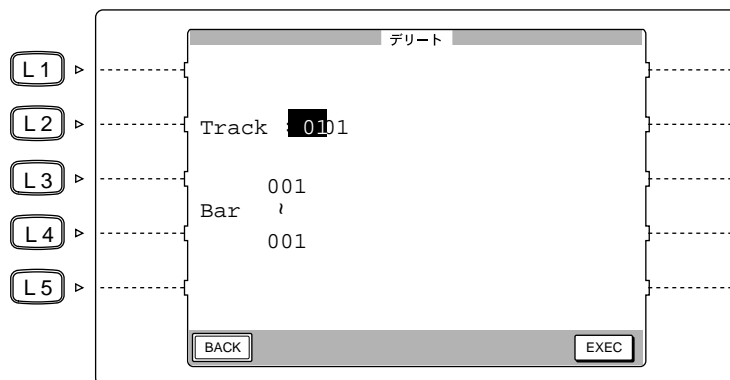 デリート
L1
L2
Track : 0101
L3
001
Bar ~
L4
001
L5
BACK
EXEC